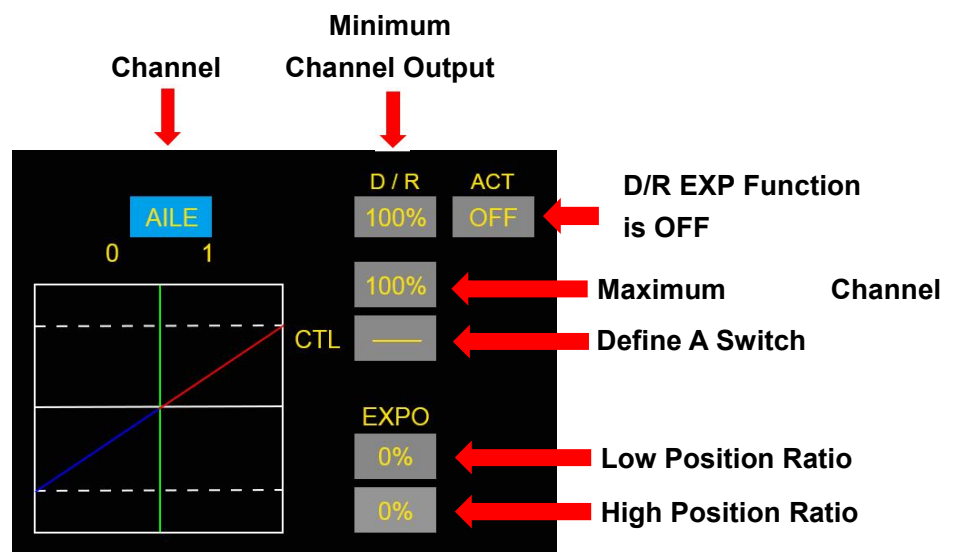 Minimum
Channel Channel Output
D / R ACT
D/R EXP Function
AILE 100% OFF
is OFF
0 1
100% Maximum Channel
CTL —— Define A Switch
EXPO
0% Low Position Ratio
0% High Position Ratio